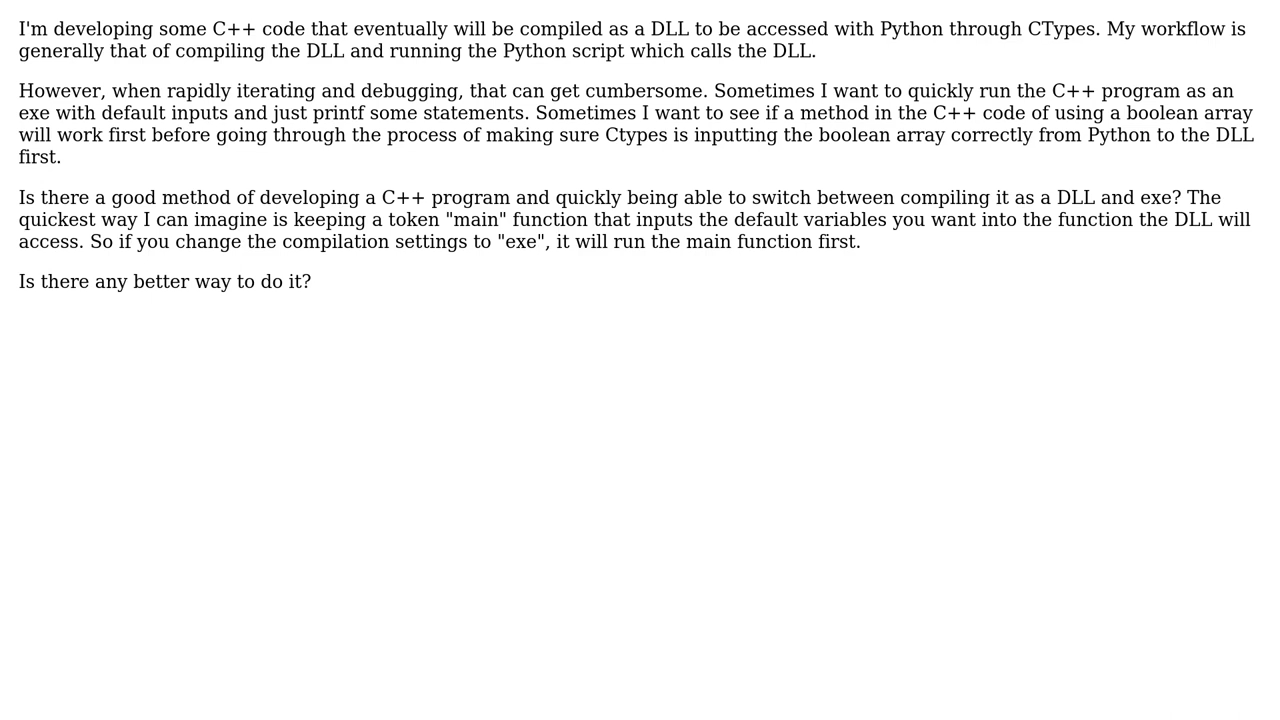 I'm developing some C++ code that eventually will be compiled as a DLL to be accessed with Python through CTypes. My workflow is
generally that of compiling the DLL and running the Python script which calls the DLL.
However, when rapidly iterating and debugging, that can get cumbersome. Sometimes I want to quickly run the C++ program as an
exe with default inputs and just printf some statements. Sometimes I want to see if a method in the C++ code of using a boolean array
will work first before going through the process of making sure Ctypes is inputting the boolean array correctly from Python to the DLL
first.
Is there a good method of developing a C++ program and quickly being able to switch between compiling it as a DLL and exe? The
quickest way I can imagine is keeping a token "main" function that inputs the default variables you want into the function the DLL will
access. So if you change the compilation settings to "exe", it will run the main function first.
Is there any better way to do it?